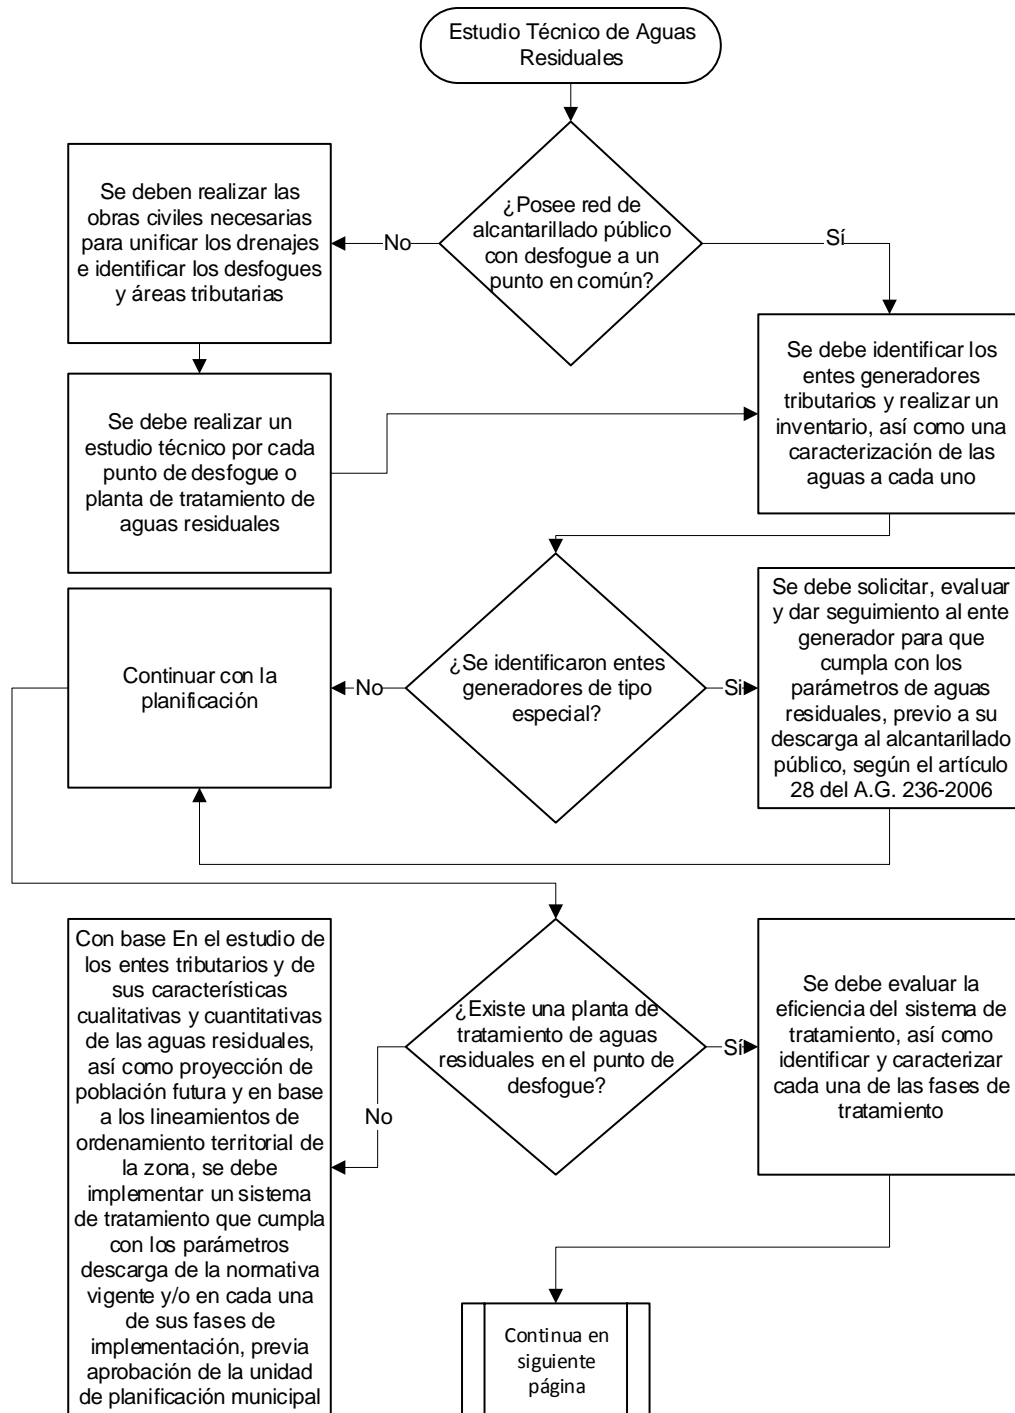 Estudio Técnico de Aguas
Residuales
¿Posee red de
alcantarillado público
con desfogue a un
punto en común?
No
Sí
Se deben realizar las
obras civiles necesarias
para unificar los drenajes
e identificar los desfogues
y áreas tributarias
Se debe realizar un
estudio técnico por cada
punto de desfogue o
planta de tratamiento de
aguas residuales
Se debe identificar los
entes generadores
tributarios y realizar un
inventario, así como una
caracterización de las
aguas a cada uno
¿Se identificaron entes
generadores de tipo
especial?
No
Si
Continuar con la
planificación
Se debe solicitar, evaluar
y dar seguimiento al ente
generador para que
cumpla con los
parámetros de aguas
residuales, previo a su
descarga al alcantarillado
público, según el artículo
28 del A.G. 236-2006
¿Existe una planta de
tratamiento de aguas
residuales en el punto de
desfogue?
No
Sí
Con base En el estudio de
los entes tributarios y de
sus características
cualitativas y cuantitativas
de las aguas residuales,
así como proyección de
población futura y en base
a los lineamientos de
ordenamiento territorial de
la zona, se debe
implementar un sistema
de tratamiento que cumpla
con los parámetros
descarga de la normativa
vigente y/o en cada una
de sus fases de
implementación, previa
aprobación de la unidad
de planificación municipal
Se debe evaluar la
eficiencia del sistema de
tratamiento, así como
identificar y caracterizar
cada una de las fases de
tratamiento
Continua en
siguiente
página